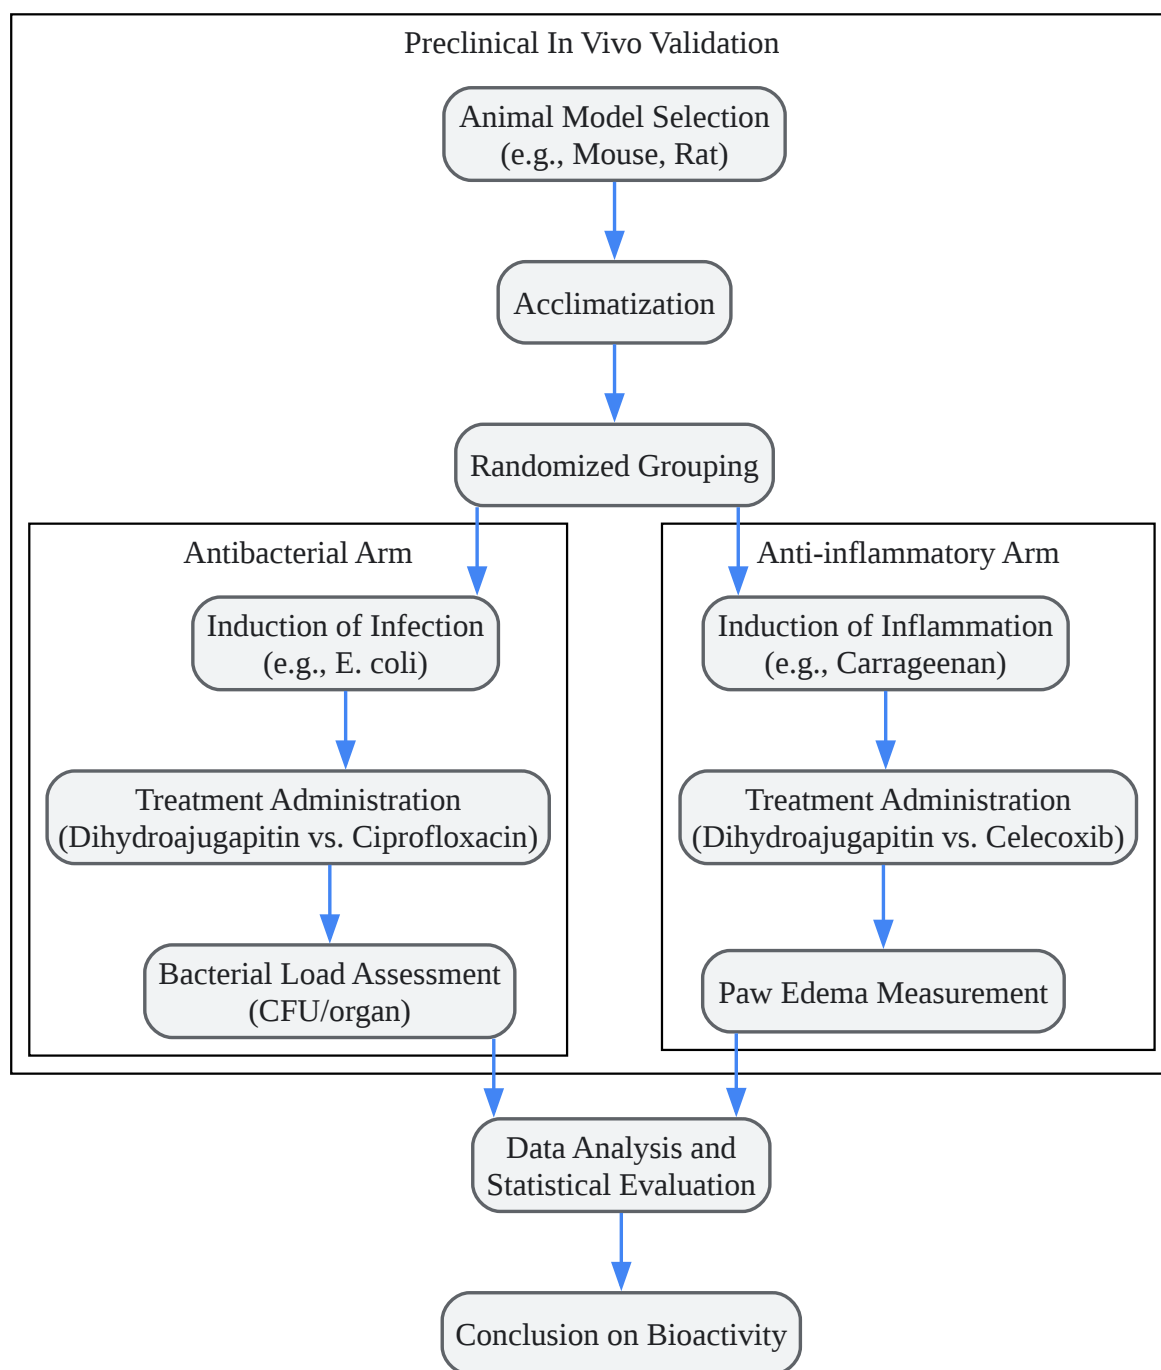 Preclinical In Vivo Validation
Animal Model Selection
(e.g., Mouse, Rat)
Acclimatization
Randomized Grouping
Antibacterial Arm
Induction of Infection
(e.g., E. coli)
Treatment Administration
(Dihydroajugapitin vs. Ciprofloxacin)
Bacterial Load Assessment
(CFU/organ)
Anti-inflammatory Arm
Induction of Inflammation
(e.g., Carrageenan)
Treatment Administration
(Dihydroajugapitin vs. Celecoxib)
Paw Edema Measurement
Data Analysis and
Statistical Evaluation
Conclusion on Bioactivity